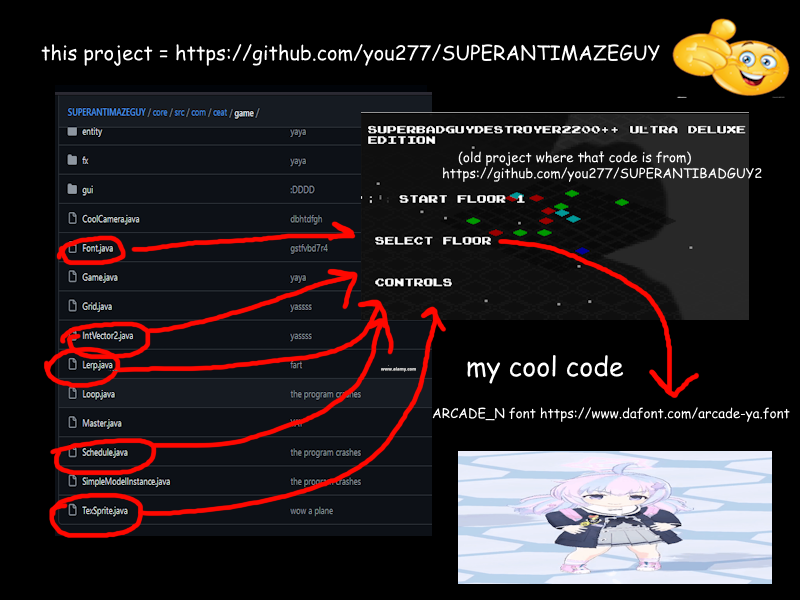 this project = https://github.com/you277/SUPERANTIMAZEGUY
SUPERANTIMAZEGUY / core / src / com / ceat / game /
entity yaya
fx yaya
gui :DDDD
CoolCamera.java dbhtdfgh
Font.java gstfvbd7r4
Game.java yaya
Grid.java yassss
IntVector2.java yassss
Lerp.java fart
Loop.java the program crashes
Master.java
Schedule.java the program crashes
SimpleModelInstance.java the program crashes
TexSprite.java wow a plane
www.alamy.com
SUPERBADGUYDESTROYER2200++ ULTRA DELUXE
EDITION
(old project where that code is from)
https://github.com/you277/SUPERANTIBADGUY2
START FLOOR 1
SELECT FLOOR
CONTROLS
my cool code
ARCADE_N font https://www.dafont.com/arcade-ya.font